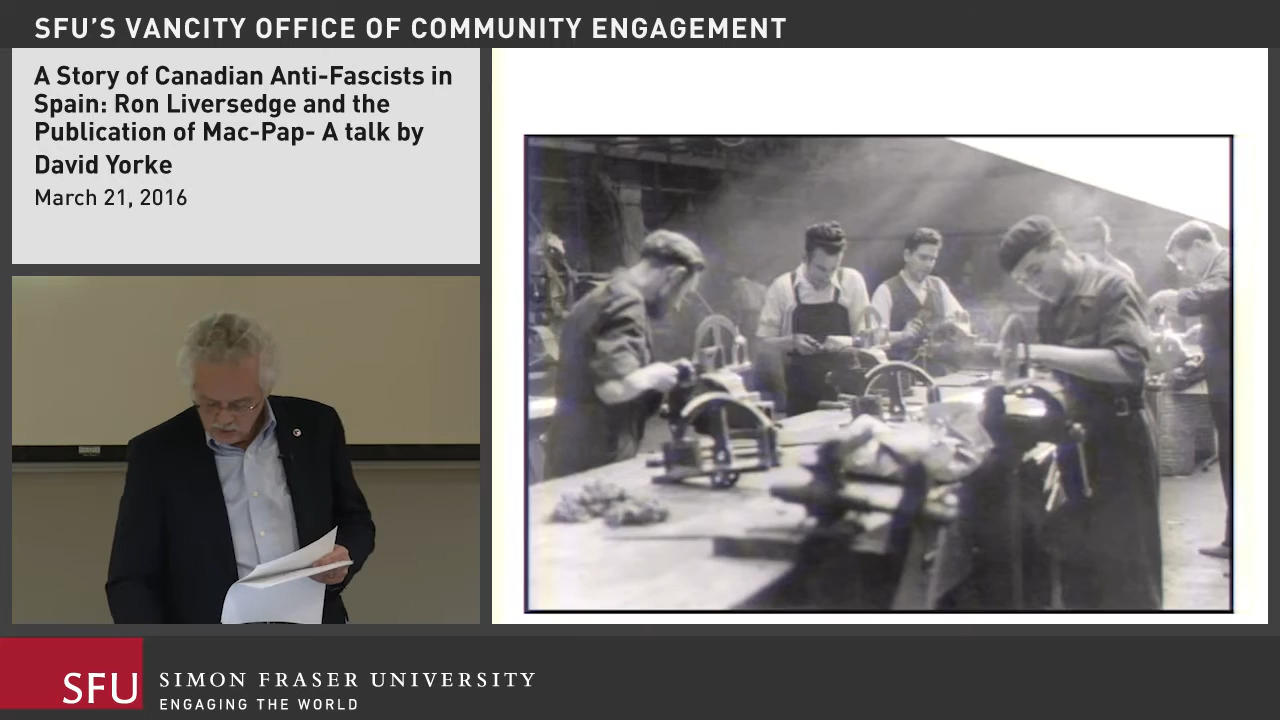 SFU'S VANCITY OFFICE OF COMMUNITY ENGAGEMENT
A Story of Canadian Anti-Fascists in
Spain: Ron Liversedge and the
Publication of Mac-Pap- A talk by
David Yorke
March 21, 2016
SFU
SIMON FRASER UNIVERSITY
ENGAGING THE WORLD